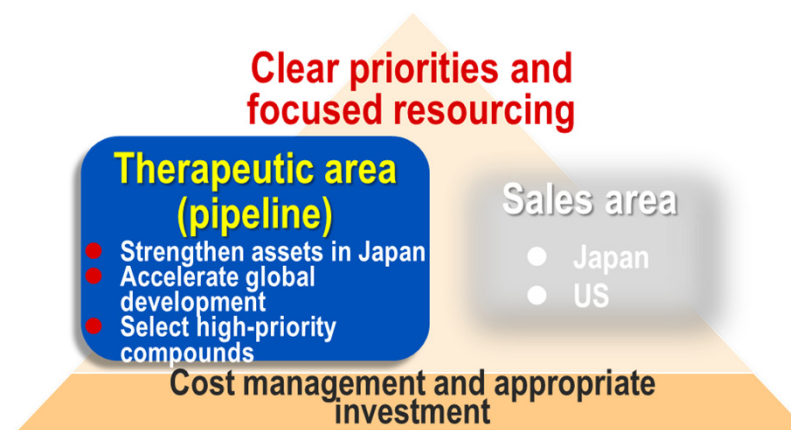 Clear priorities and
focused resourcing
Therapeutic area
(pipeline)
Strengthen assets in Japan
Accelerate global
development
Select high-priority
compounds
Sales area
Japan
US
Cost management and appropriate
investment